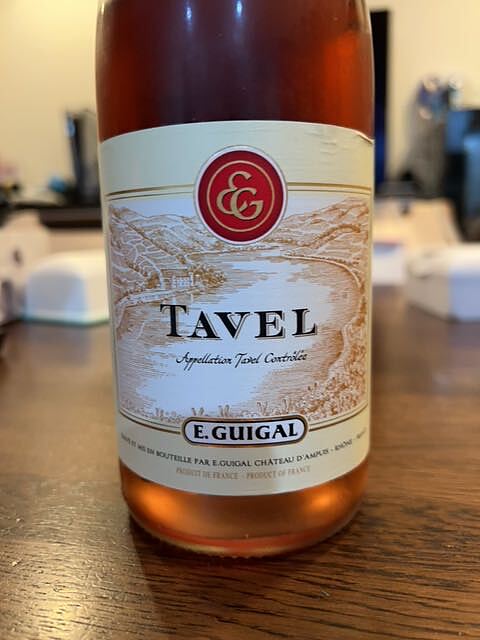 EG
TAVEL
Appellation Tavel Contrôlée
E.GUIGAL
ET MIS EN BOUTEILLE PAR E.GUIGAL CHÂTEAU D'AMPUIS - RHÔNE -
PRODUIT DE FRANCE - PRODUCT OF FRANCE